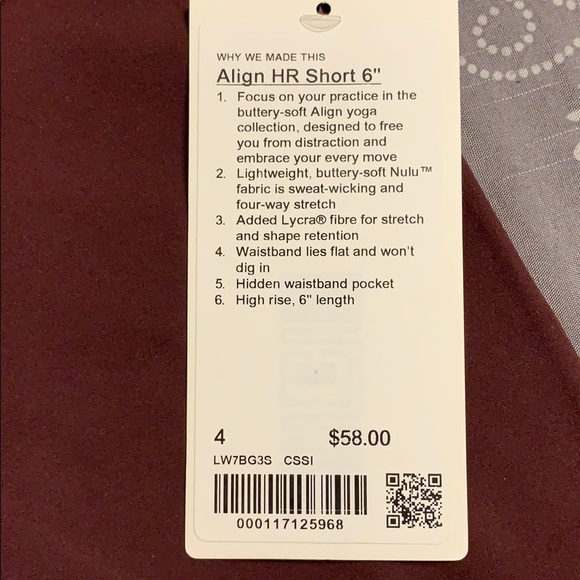 WHY WE MADE THIS
Align HR Short 6"
1. Focus on your practice in the
buttery-soft Align yoga
collection, designed to free
you from distraction and
embrace your every move
2. Lightweight, buttery-soft Nulu™
fabric is sweat-wicking and
four-way stretch
3. Added Lycra® fibre for stretch
and shape retention
4. Waistband lies flat and won't
dig in
5. Hidden waistband pocket
6. High rise, 6" length
4 $58.00
LW7BG3S CSSI
000117125968